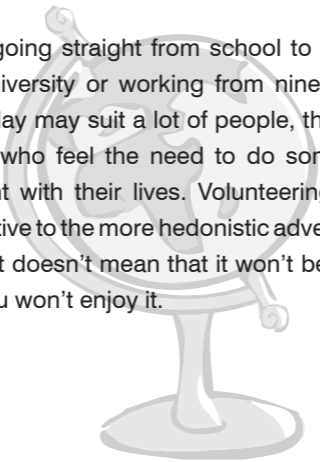 going straight from school to
iversity or working from nine
lay may suit a lot of people, th
who feel the need to do son
t with their lives. Volunteering
tive to the more hedonistic adve
t doesn't mean that it won't be
u won't enjoy it.